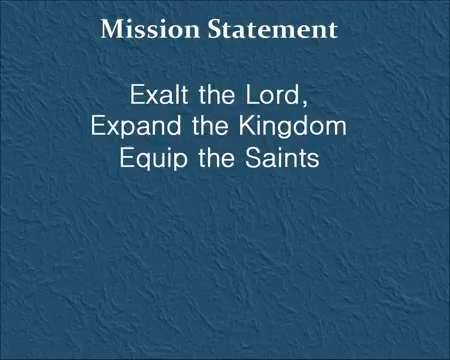 Mission Statement
Exalt the Lord,
Expand the Kingdom
Equip the Saints